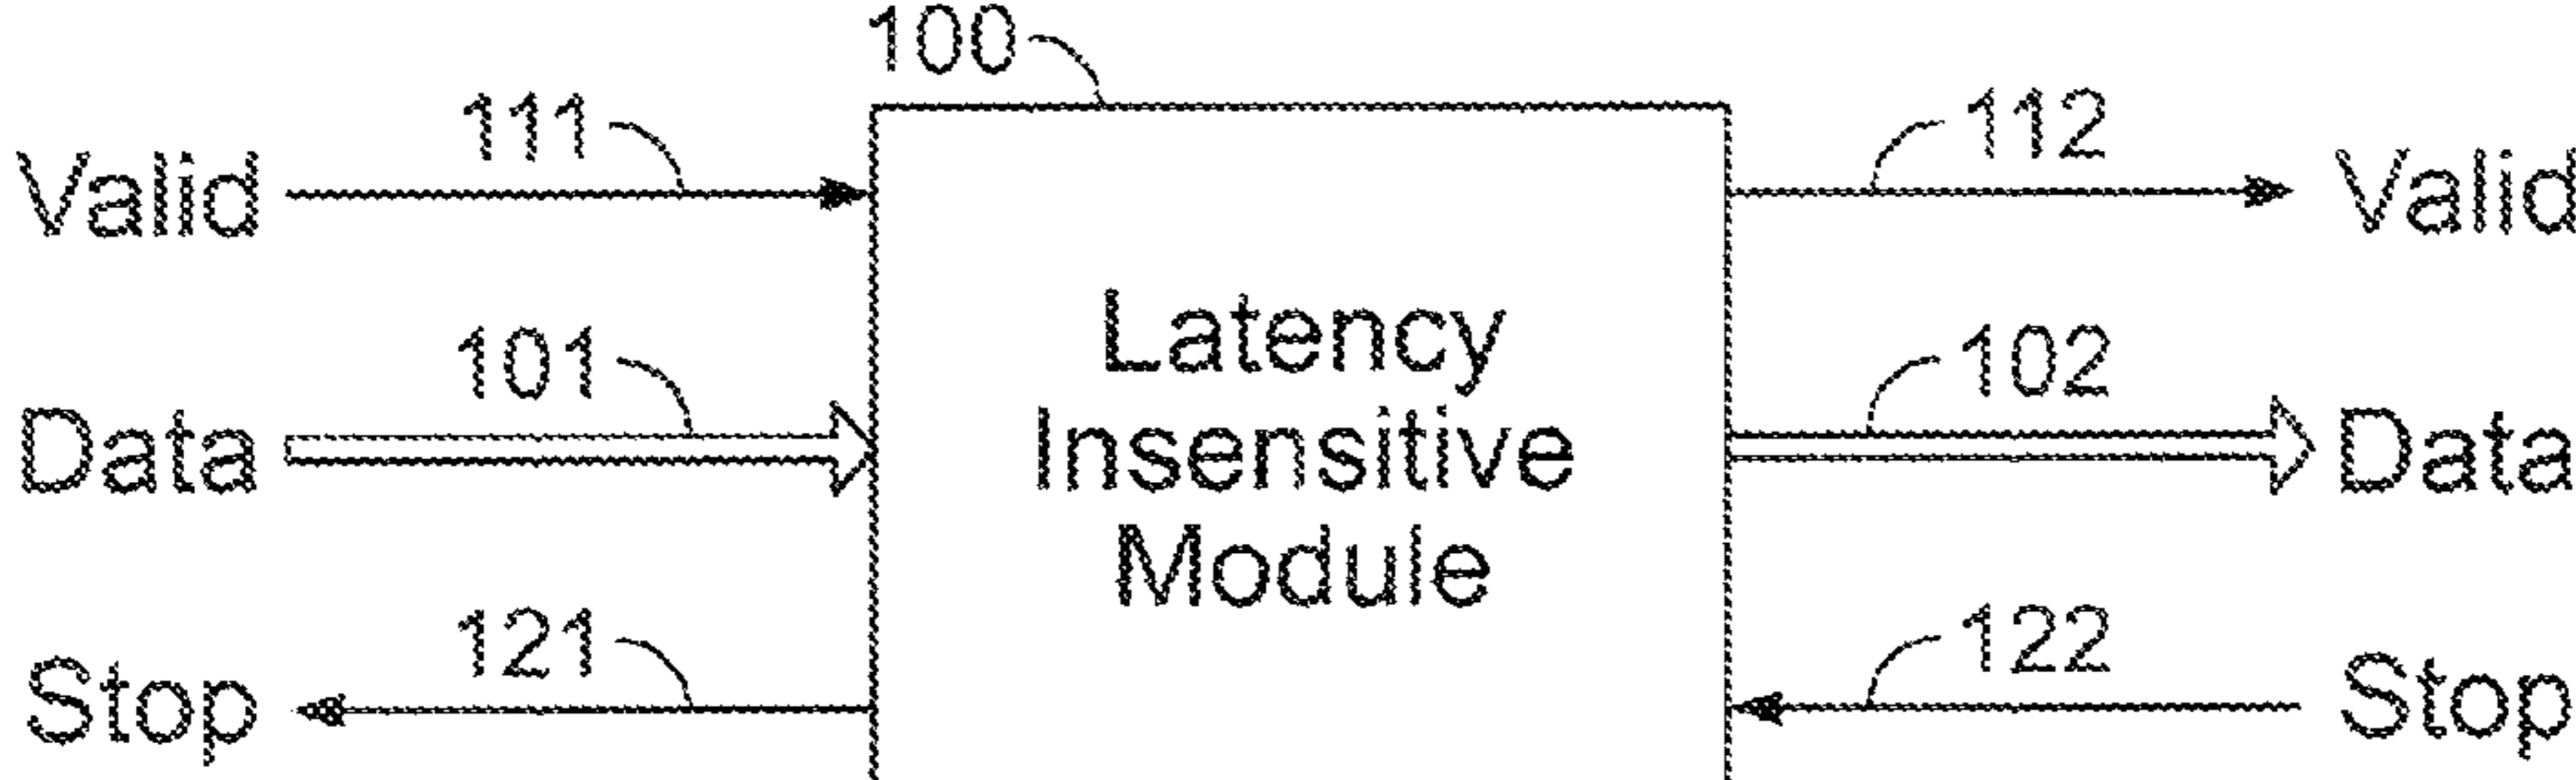 100
111
112
Valid
Valid
101
Latency
102
Data
Insensitive
Data
Module
121
122
Stop
Stop